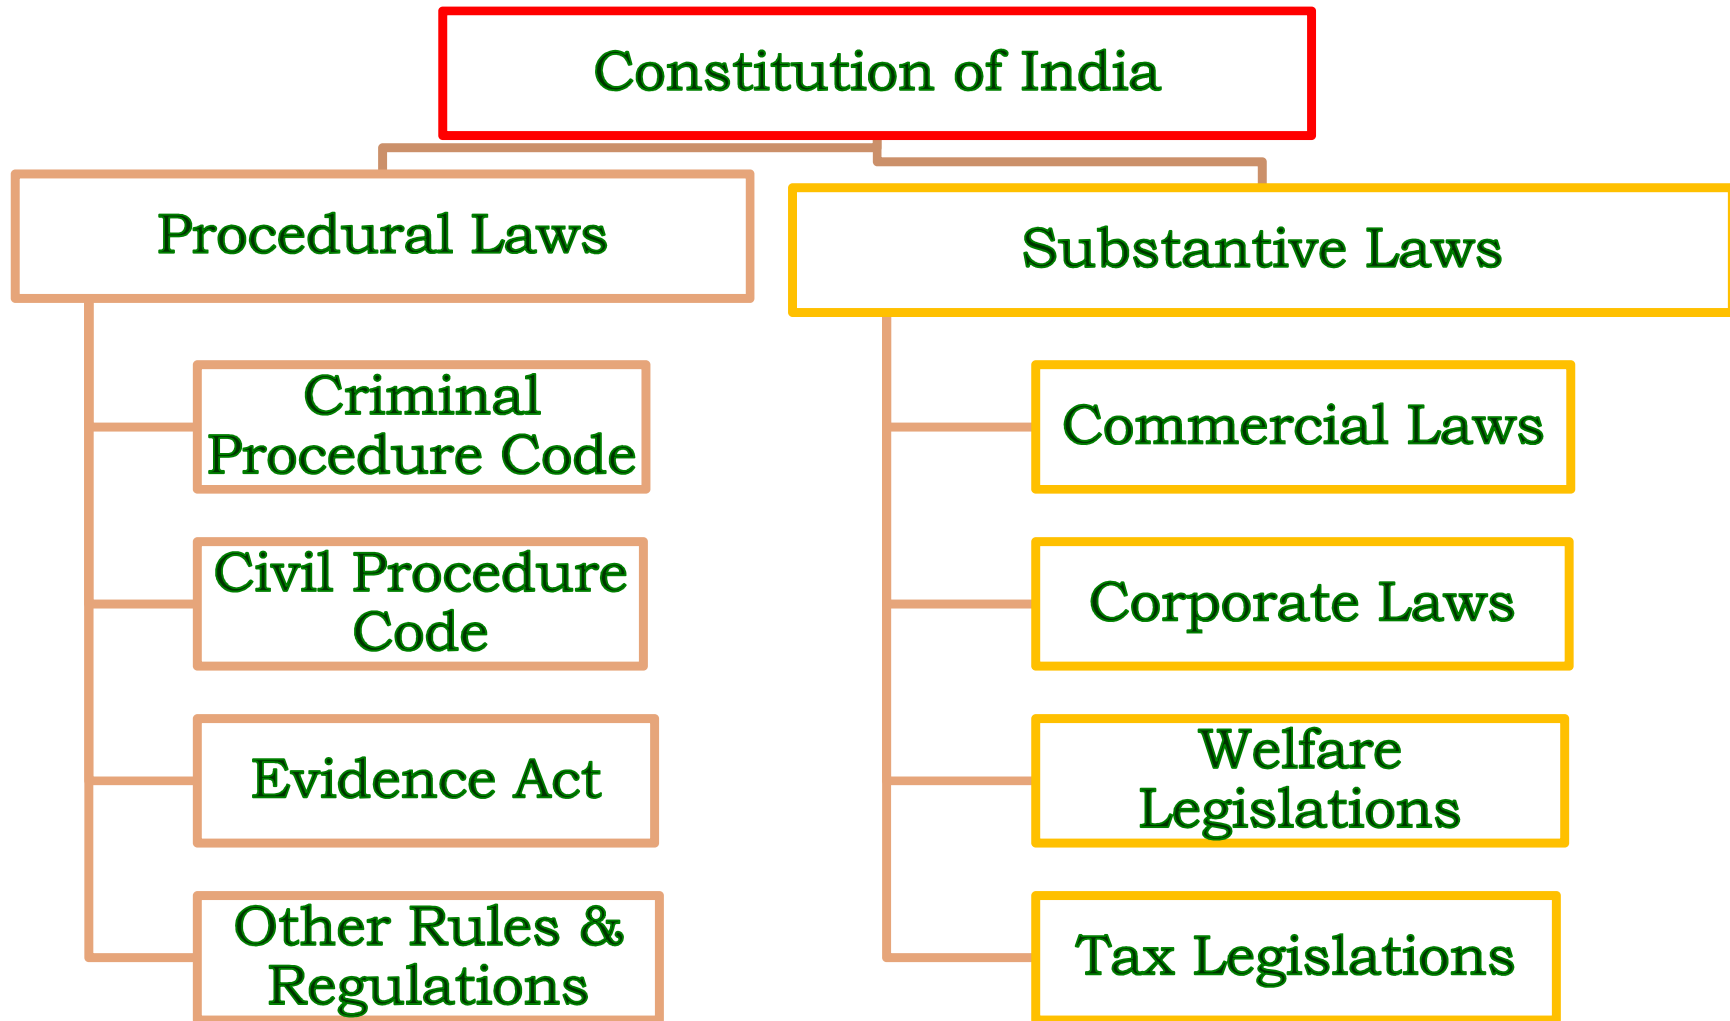 Constitution of India
Procedural Laws
Criminal
Procedure Code
Civil Procedure
Code
Evidence Act
Other Rules &
Regulations
Substantive Laws
Commercial Laws
Corporate Laws
Welfare
Legislations
Tax Legislations